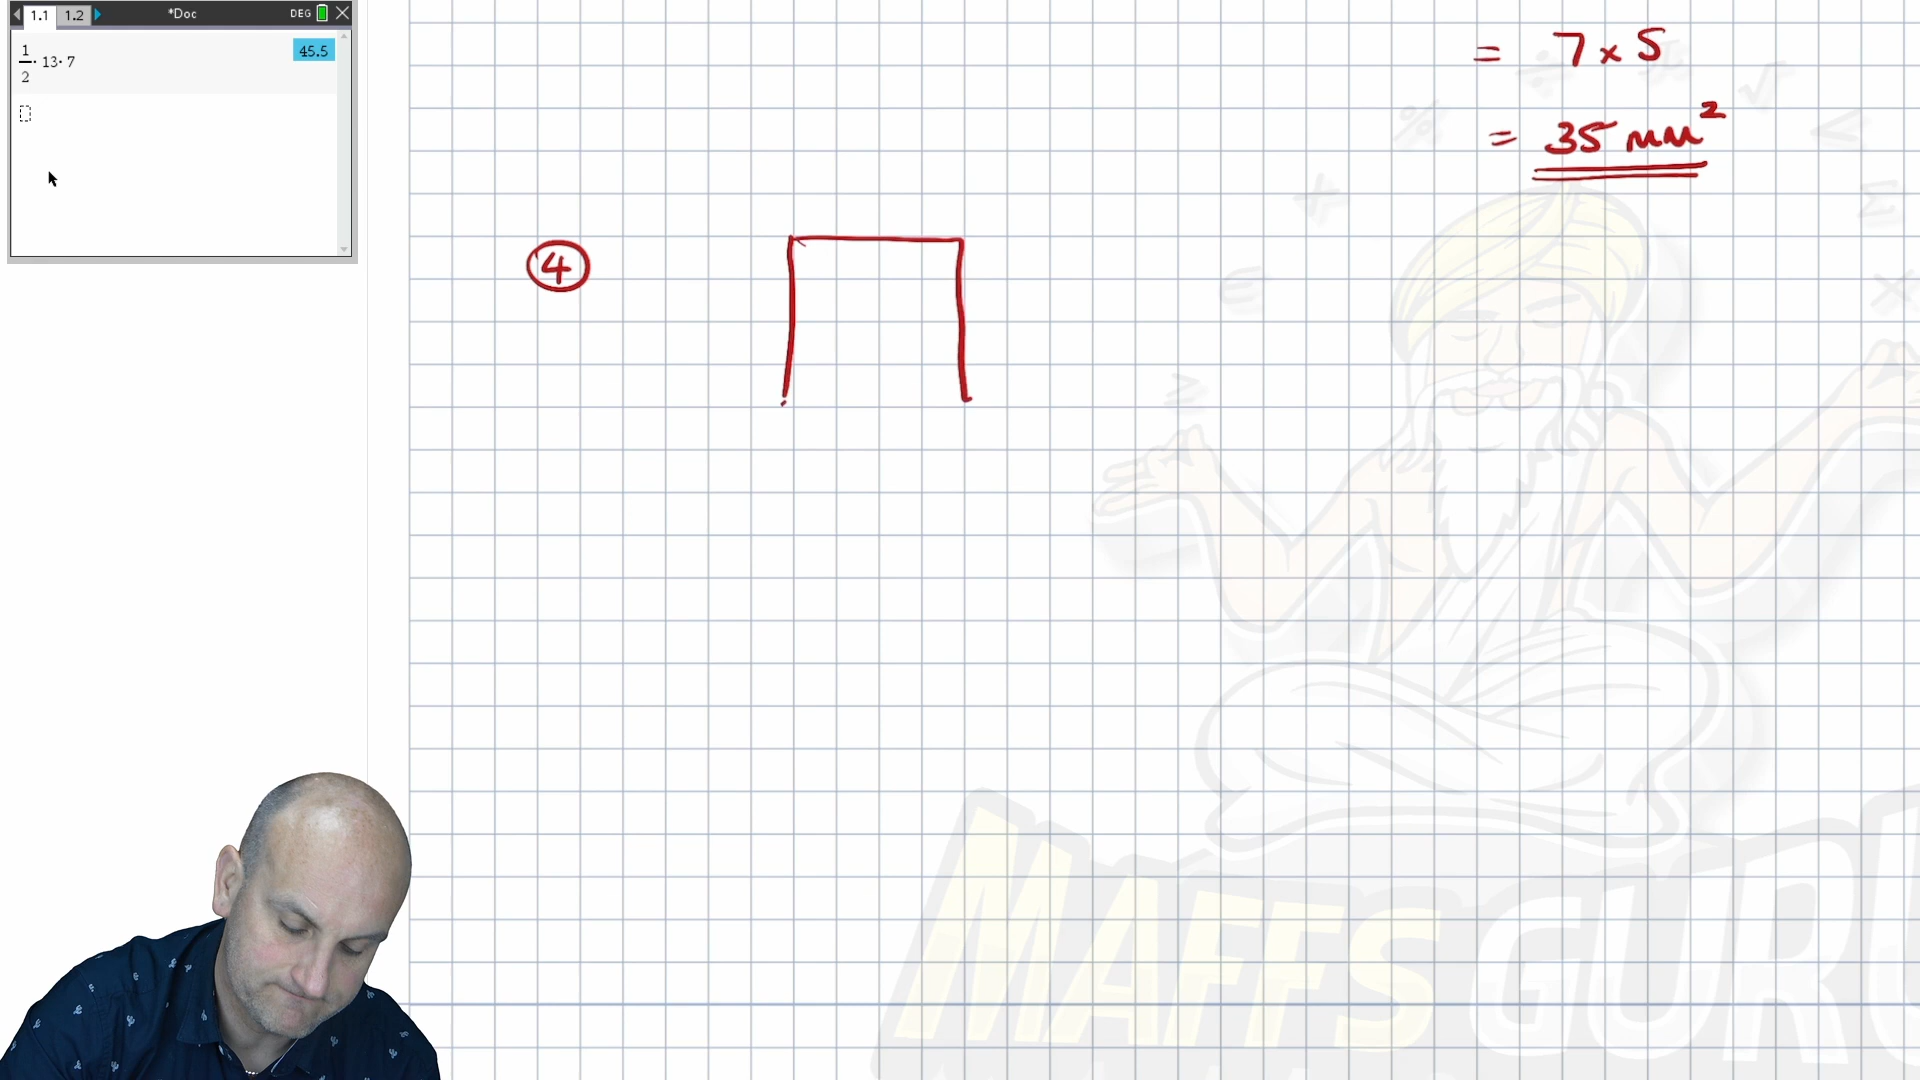 1.1 1.2 *Doc DEG
1/2 · 13 · 7 45.5
= 7 × 5
= 35 mm²
④
MAFFS GURU